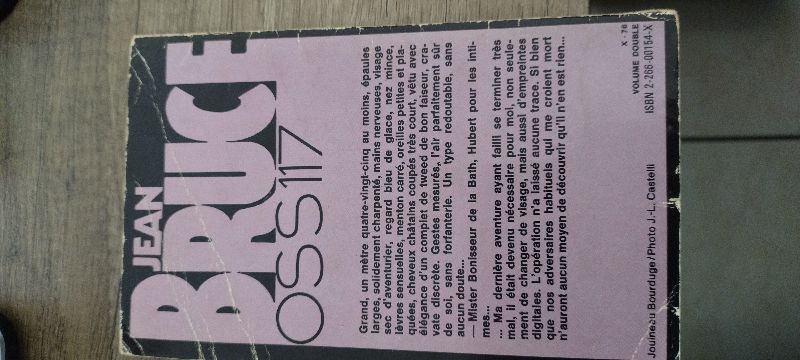 JEAN
BRUCE
OSS 117
Grand, un mètre quatre-vingt-cinq au moins, épaules
larges, solidement charpenté, mains nerveuses, visage
sec d'aventurier, regard bleu de glace, nez mince,
lèvres sensuelles, menton carré, oreilles petites et pla-
quées, cheveux châtains coupés très court, vêtu avec
élégance d'un complet de tweed de bon faiseur, cra-
vate discrète. Gestes mesurés, l'air parfaitement sûr
de soi, sans forfanterie. Un type redoutable, sans
aucun doute...
— Mister Bonisseur de la Bath, Hubert pour les inti-
mes...
... Ma dernière aventure ayant failli se terminer très
mal, il était devenu nécessaire pour moi, non seule-
ment de changer de visage, mais aussi d'empreintes
digitales. L'opération n'a laissé aucune trace. Si bien
que nos adversaires habituels qui me croient mort
n'auront aucun moyen de découvrir qu'il n'en est rien...
X - 76
VOLUME DOUBLE
Jouineau Bourduge / Photo J.-L. Castelli
ISBN 2-266-00154-X